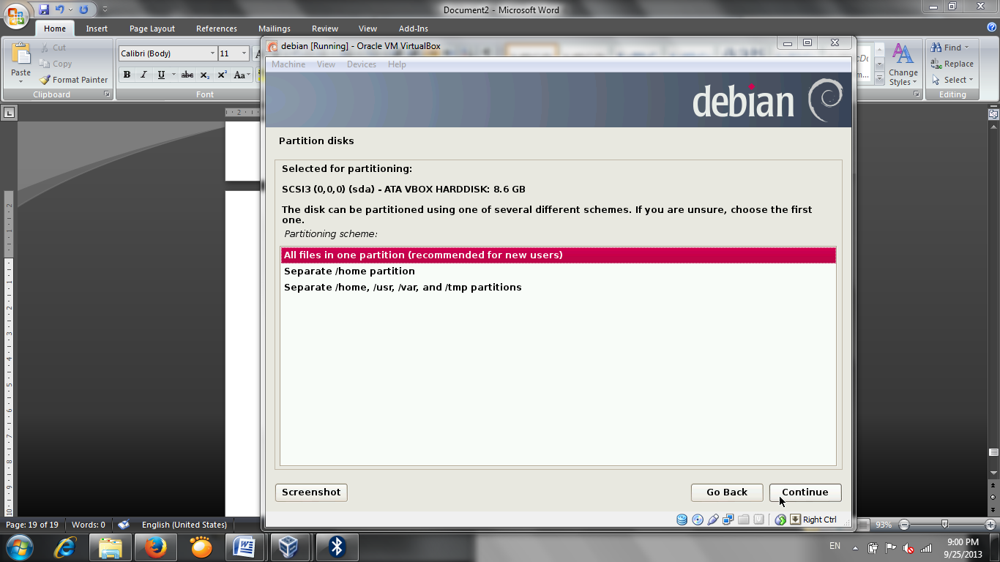 Document2 - Microsoft Word
Home Insert Page Layout References Mailings Review View Add-Ins
Paste
Cut
Copy
Format Painter
Clipboard
Calibri (Body) 11
B I U abc X₂ X² Aa
Font
Change Styles
Find
Replace
Select
Editing
debian [Running] - Oracle VM VirtualBox
Machine View Devices Help
debian
Partition disks
Selected for partitioning:
SCSI3 (0,0,0) (sda) - ATA VBOX HARDDISK: 8.6 GB
The disk can be partitioned using one of several different schemes. If you are unsure, choose the first
one.
Partitioning scheme:
All files in one partition (recommended for new users)
Separate /home partition
Separate /home, /usr, /var, and /tmp partitions
Screenshot Go Back Continue
Right Ctrl
Page: 19 of 19 Words: 0 English (United States) 93%
EN
9:00 PM
9/25/2013